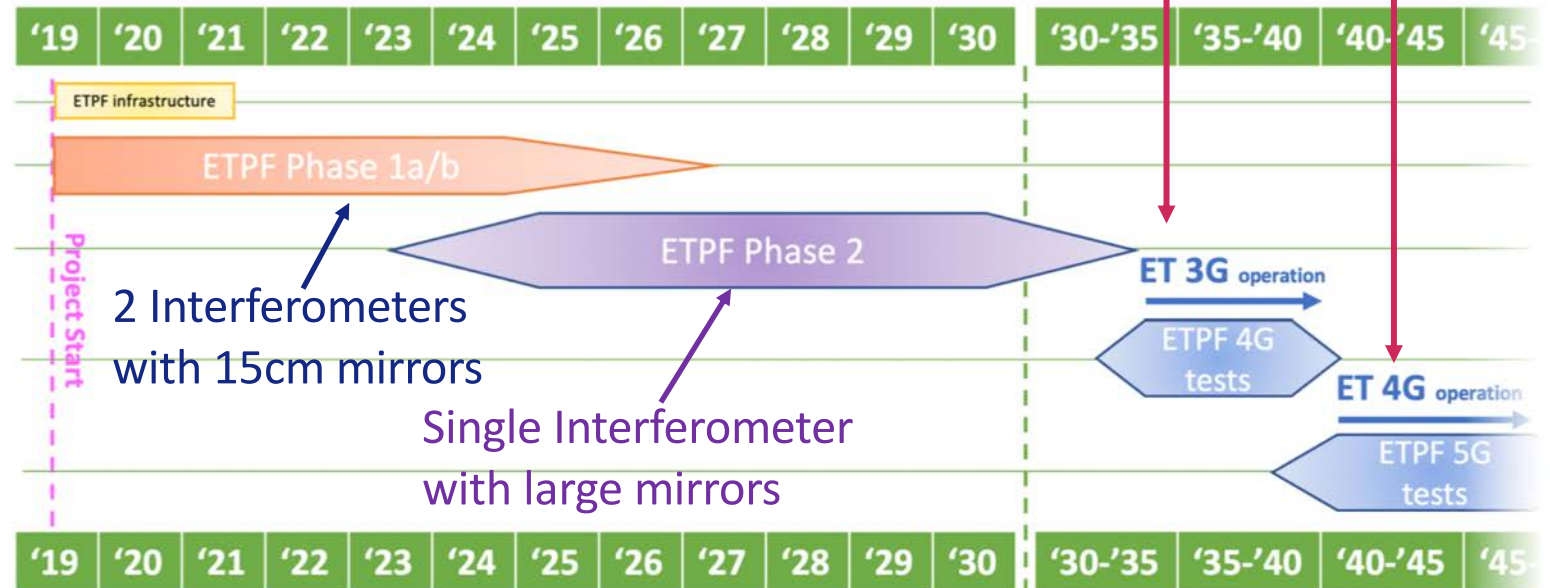 ‘19 ‘20 ‘21 ‘22 ‘23 ‘24 ‘25 ‘26 ‘27 ‘28 ‘29 ‘30 ‘30-’35 ‘35-’40 ‘40-’45 ‘45-
ETPF infrastructure
ETPF Phase 1a/b
Project Start
ETPF Phase 2
2 Interferometers
with 15cm mirrors
ET 3G operation
ETPF 4G
tests
Single Interferometer
with large mirrors
ET 4G operation
ETPF 5G
tests
‘19 ‘20 ‘21 ‘22 ‘23 ‘24 ‘25 ‘26 ‘27 ‘28 ‘29 ‘30 ‘30-’35 ‘35-’40 ‘40-’45 ‘45-